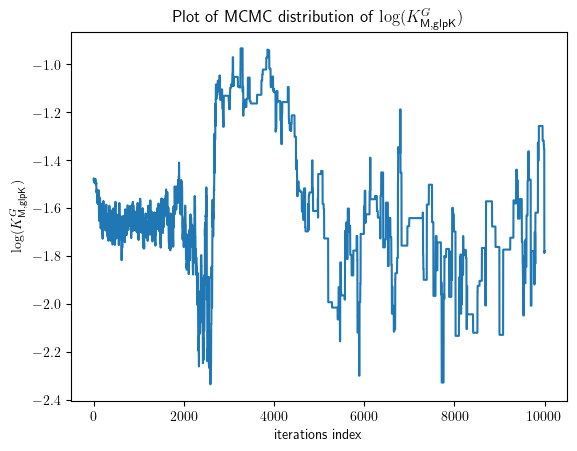 Plot of MCMC distribution of log(K^G_M,glpK)
−1.0
−1.2
−1.4
−1.6
−1.8
−2.0
−2.2
−2.4
log(K^G_M,glpK)
0 2000 4000 6000 8000 10000
iterations index